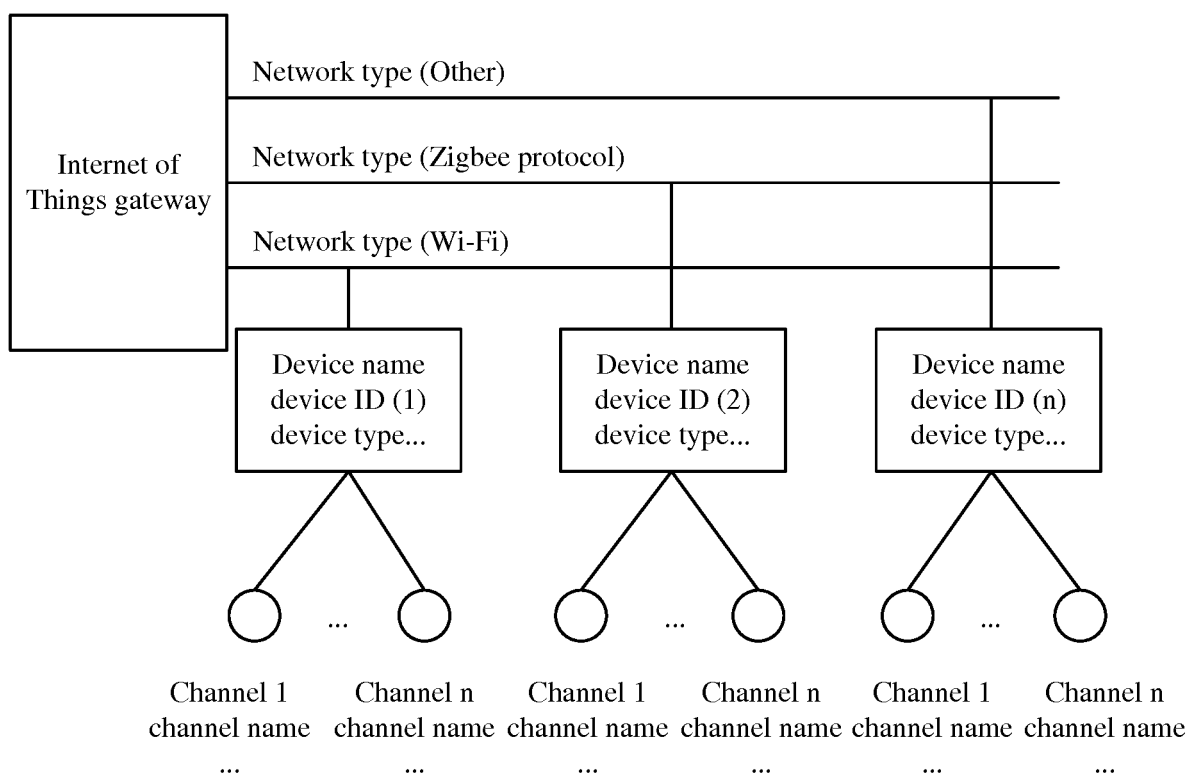 Network type (Other)
Network type (Zigbee protocol)
Internet of
Things gateway
Network type (Wi-Fi)
Device name
device ID (1)
device type...
Device name
device ID (2)
device type...
Device name
device ID (n)
device type...
...
...
...
Channel 1
channel name
...
Channel n
channel name
...
Channel 1
channel name
...
Channel n
channel name
...
Channel 1
channel name
...
Channel n
channel name
...